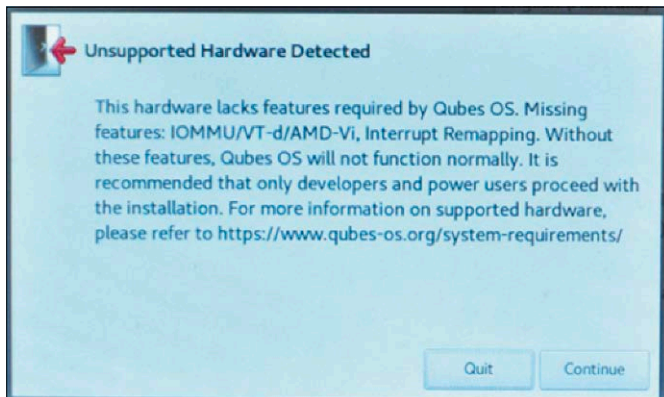 Unsupported Hardware Detected
This hardware lacks features required by Qubes OS. Missing
features: IOMMU/VT-d/AMD-Vi, Interrupt Remapping. Without
these features, Qubes OS will not function normally. It is
recommended that only developers and power users proceed with
the installation. For more information on supported hardware,
please refer to https://www.qubes-os.org/system-requirements/
Quit
Continue